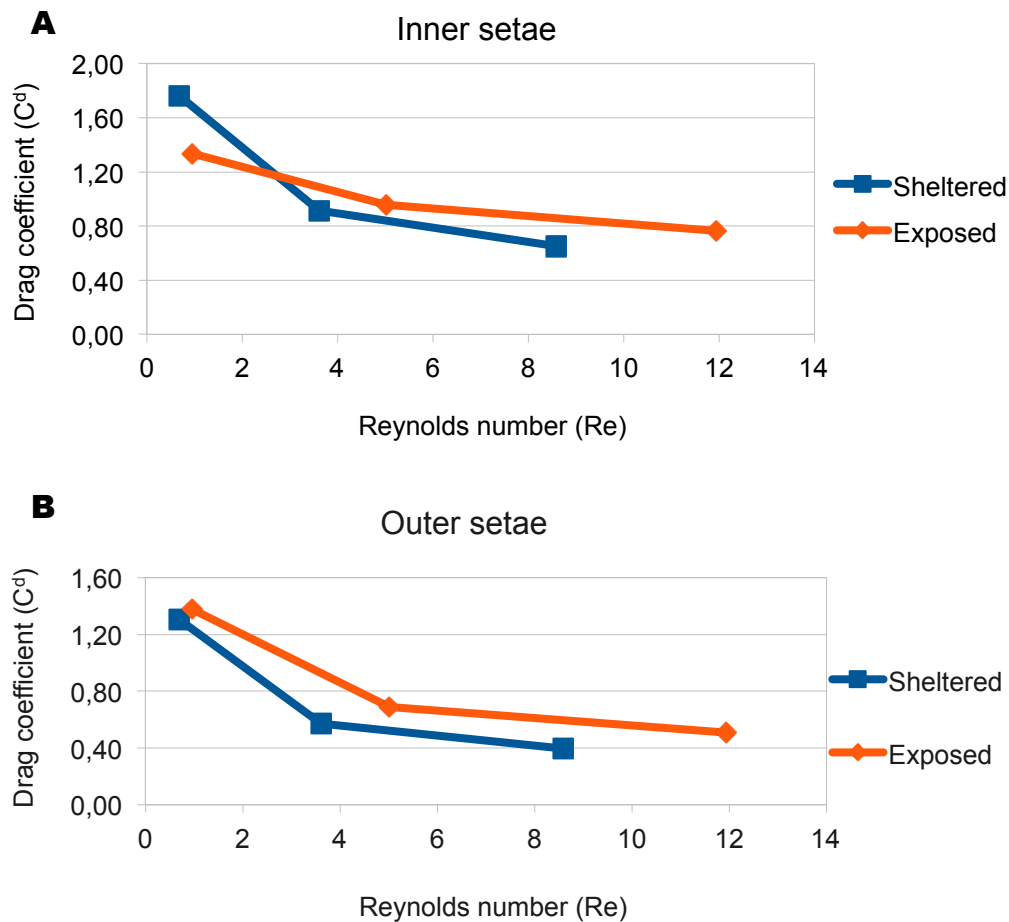 A
Inner setae
Drag coefficient (Cᵈ)
2,00
1,60
1,20
0,80
0,40
0,00
0 2 4 6 8 10 12 14
Reynolds number (Re)
Sheltered
Exposed
B
Outer setae
Drag coefficient (Cᵈ)
1,60
1,20
0,80
0,40
0,00
0 2 4 6 8 10 12 14
Reynolds number (Re)
Sheltered
Exposed